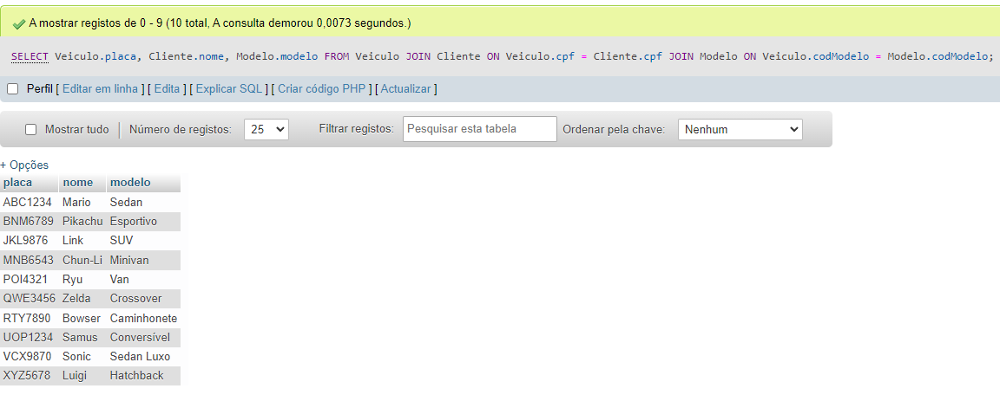 A mostrar registos de 0 - 9 (10 total, A consulta demorou 0,0073 segundos.)
SELECT Veiculo.placa, Cliente.nome, Modelo.modelo FROM Veiculo JOIN Cliente ON Veiculo.cpf = Cliente.cpf JOIN Modelo ON Veiculo.codModelo = Modelo.codModelo;
Perfil [ Editar em linha ] [ Edita ] [ Explicar SQL ] [ Criar código PHP ] [ Actualizar ]
Mostrar tudo | Número de registos: 25 Filtrar registos: Pesquisar esta tabela Ordenar pela chave: Nenhum
+ Opções
placa nome modelo
ABC1234 Mario Sedan
BNM6789 Pikachu Esportivo
JKL9876 Link SUV
MNB6543 Chun-Li Minivan
POI4321 Ryu Van
QWE3456 Zelda Crossover
RTY7890 Bowser Caminhonete
UOP1234 Samus Conversível
VCX9870 Sonic Sedan Luxo
XYZ5678 Luigi Hatchback